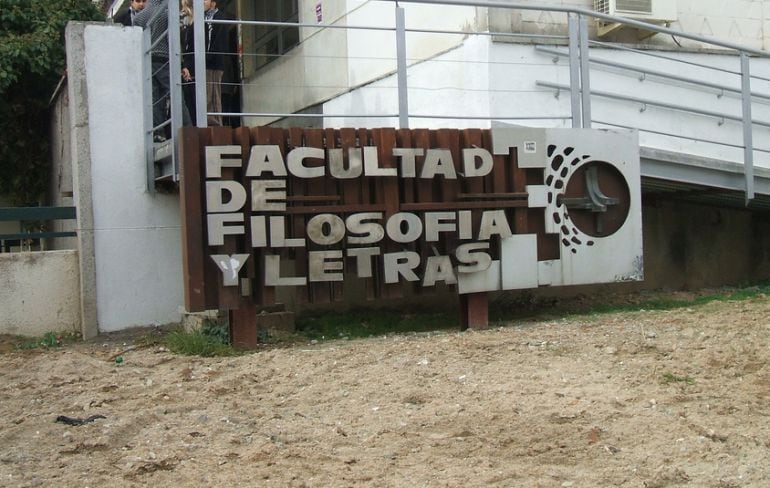 FACULTAD
DE
FILOSOFIA
Y LETRAS